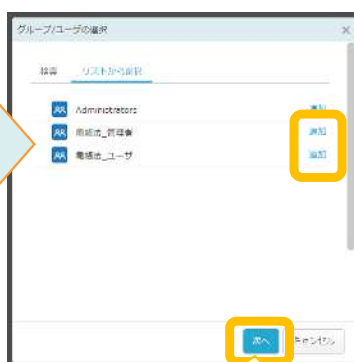 グループ/ユーザの選択 ×
検索 リストから選択
Administrators 追加
電帳法_管理者 追加
電帳法_ユーザ 追加
次へ キャンセル